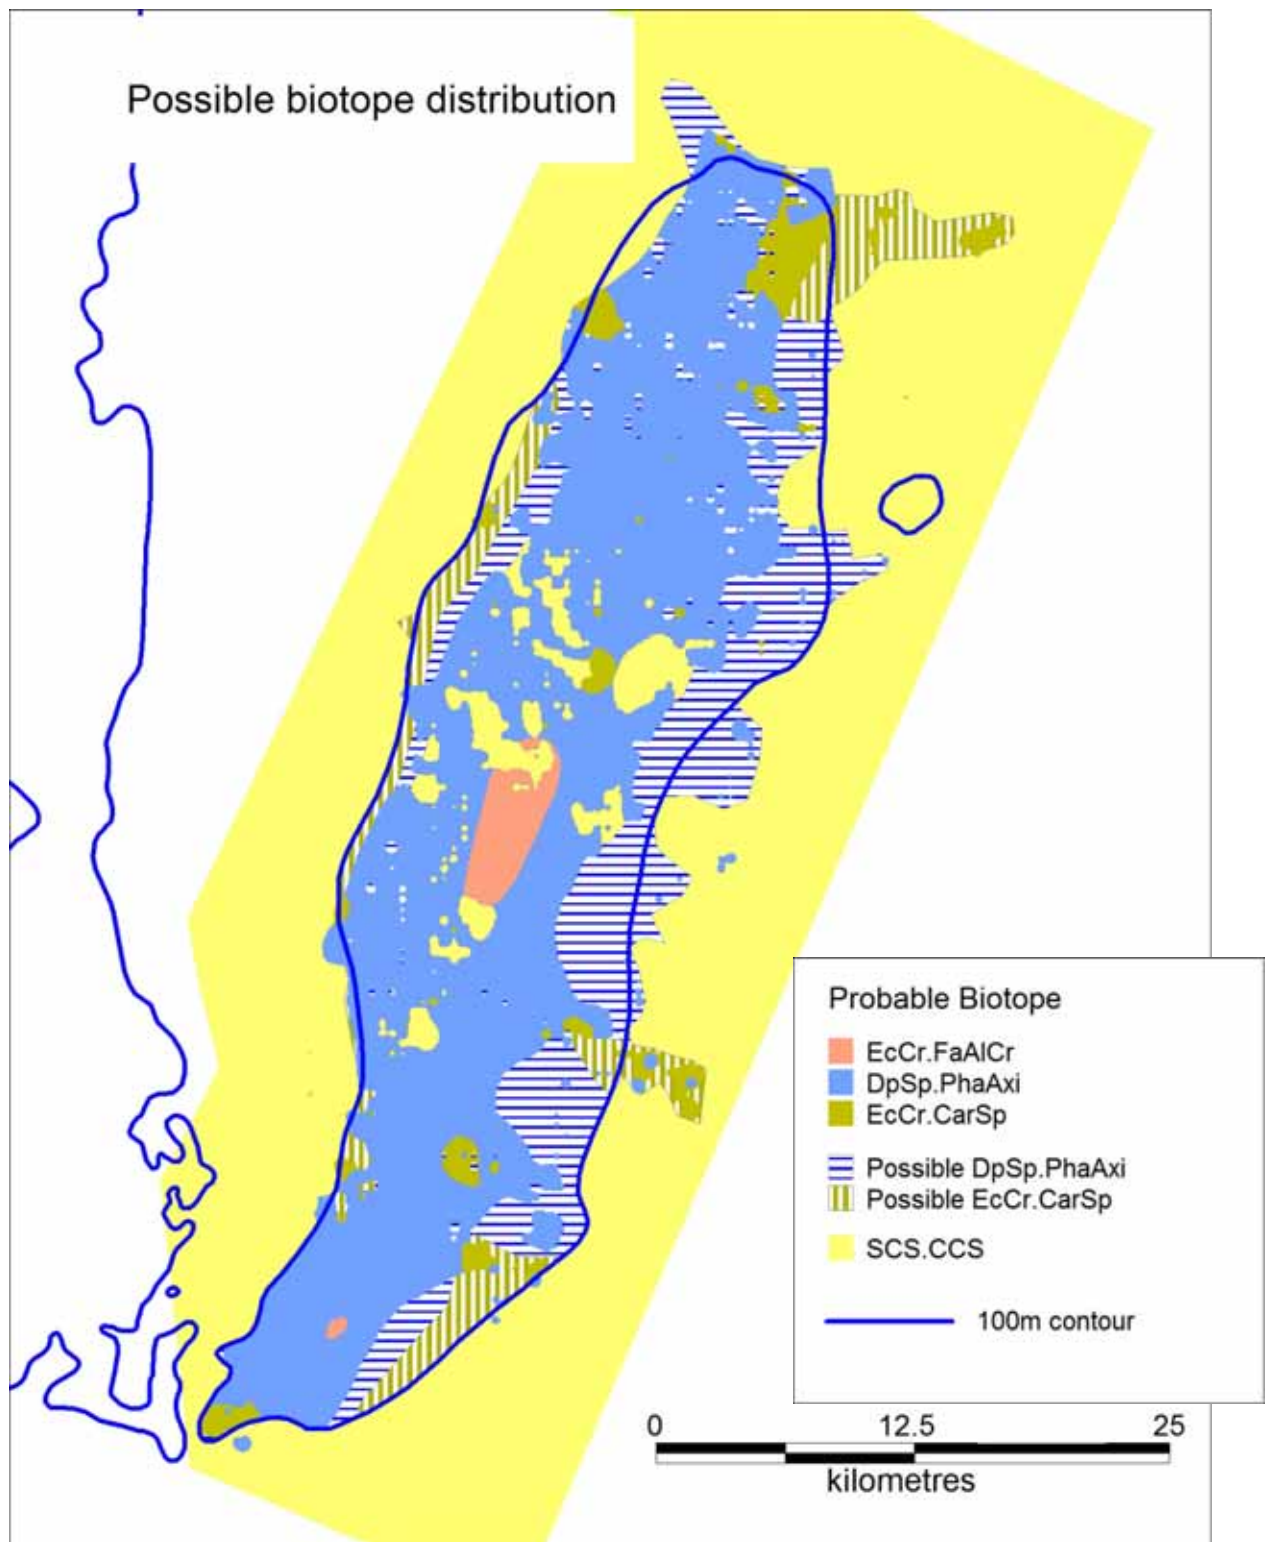 Possible biotope distribution
Probable Biotope
EcCr.FaAlCr
DpSp.PhaAxi
EcCr.CarSp
Possible DpSp.PhaAxi
Possible EcCr.CarSp
SCS.CCS
100m contour
0 12.5 25
kilometres